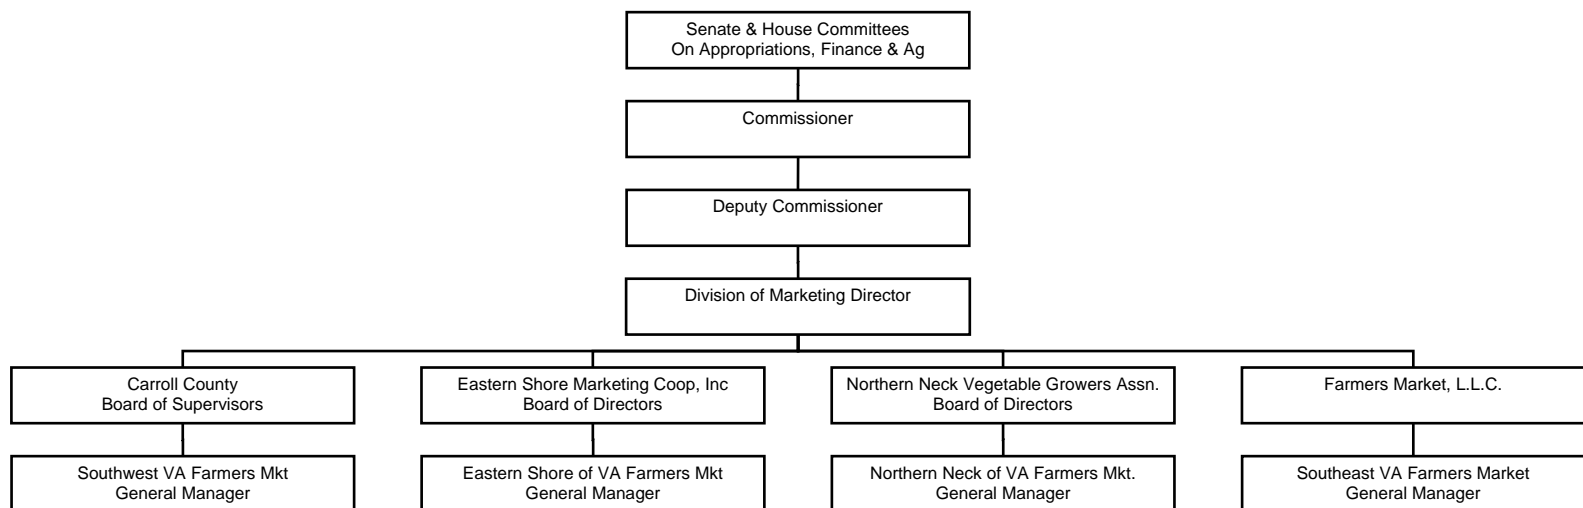 Senate & House Committees
On Appropriations, Finance & Ag
Commissioner
Deputy Commissioner
Division of Marketing Director
Carroll County
Board of Supervisors
Eastern Shore Marketing Coop, Inc
Board of Directors
Northern Neck Vegetable Growers Assn.
Board of Directors
Farmers Market, L.L.C.
Southwest VA Farmers Mkt
General Manager
Eastern Shore of VA Farmers Mkt
General Manager
Northern Neck of VA Farmers Mkt.
General Manager
Southeast VA Farmers Market
General Manager